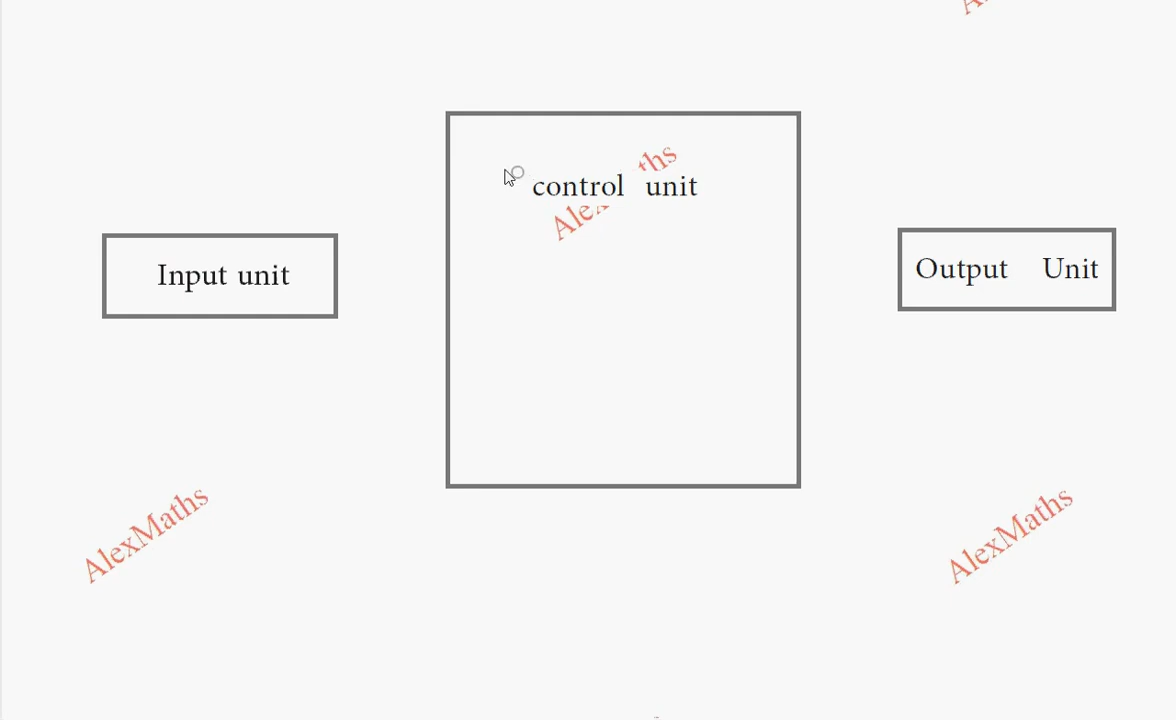 control unit
Input unit
Output Unit
AlexMaths
AlexMaths